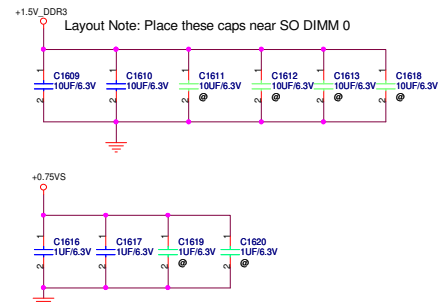 +1.5V_DDR3
Layout Note: Place these caps near SO DIMM 0
1 1 1 1 1 1
C1609 C1610 C1611 C1612 C1613 C1618
10UF/6.3V 10UF/6.3V 10UF/6.3V 10UF/6.3V 10UF/6.3V 10UF/6.3V
2 2 2 @ 2 @ 2 @ 2 @
+0.75VS
1 1 1 1
C1616 C1617 C1619 C1620
1UF/6.3V 1UF/6.3V 1UF/6.3V 1UF/6.3V
2 2 2 @ 2 @